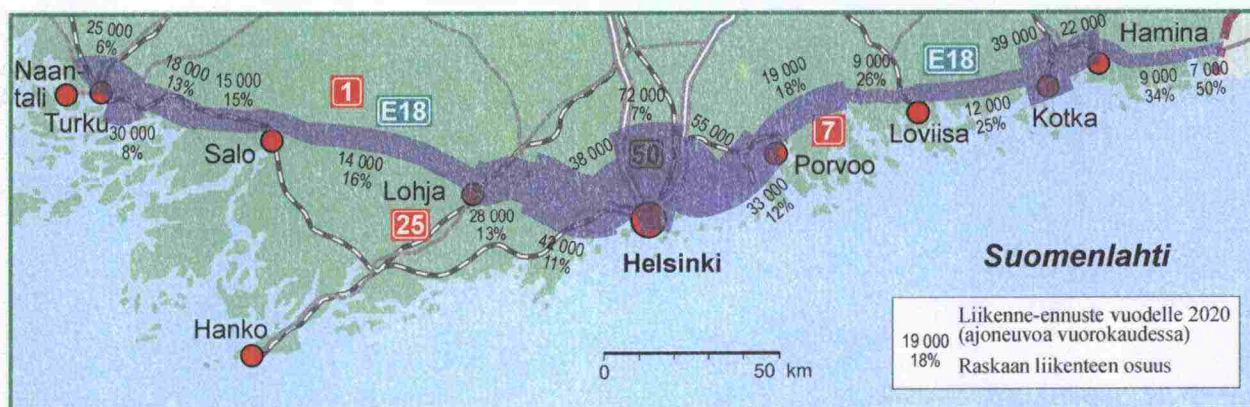 25 000
6%
Naan-
tali
Turku
30 000
8%
18 000
13%
15 000
15%
Salo
1
E18
14 000
16%
Lohja
25
28 000
13%
Hanko
38 000
42 000
11%
72 000
7%
50
Helsinki
55 000
33 000
12%
Porvoo
19 000
18%
7
9 000
26%
Loviisa
E18
12 000
25%
39 000
Kotka
22 000
Hamina
9 000
34%
7 000
50%
Suomenlahti
0 50 km
19 000
18%
Liikenne-ennuste vuodelle 2020
(ajoneuvoa vuorokaudessa)
Raskaan liikenteen osuus